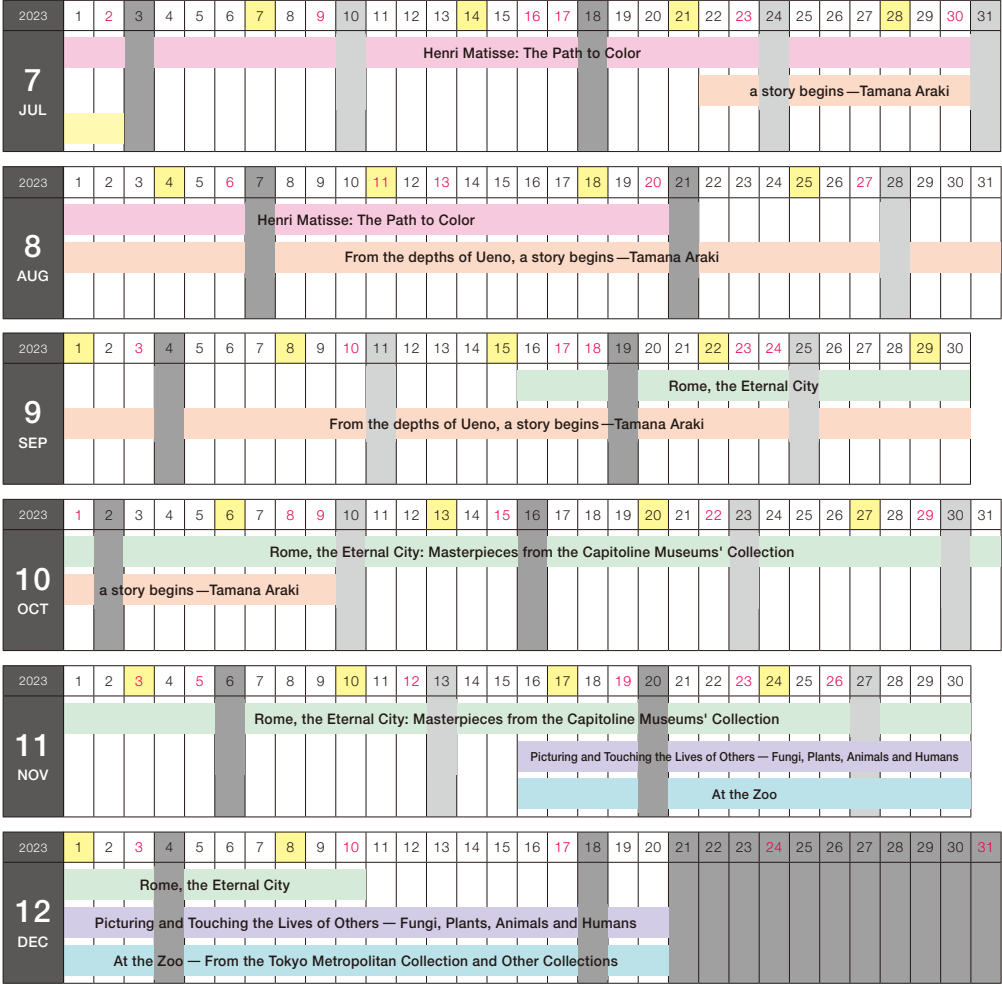 2023 1 2 3 4 5 6 7 8 9 10 11 12 13 14 15 16 17 18 19 20 21 22 23 24 25 26 27 28 29 30 31
7
JUL
Henri Matisse: The Path to Color
a story begins—Tamana Araki
2023 1 2 3 4 5 6 7 8 9 10 11 12 13 14 15 16 17 18 19 20 21 22 23 24 25 26 27 28 29 30 31
8
AUG
Henri Matisse: The Path to Color
From the depths of Ueno, a story begins—Tamana Araki
2023 1 2 3 4 5 6 7 8 9 10 11 12 13 14 15 16 17 18 19 20 21 22 23 24 25 26 27 28 29 30
9
SEP
Rome, the Eternal City
From the depths of Ueno, a story begins—Tamana Araki
2023 1 2 3 4 5 6 7 8 9 10 11 12 13 14 15 16 17 18 19 20 21 22 23 24 25 26 27 28 29 30 31
10
OCT
Rome, the Eternal City: Masterpieces from the Capitoline Museums' Collection
a story begins—Tamana Araki
2023 1 2 3 4 5 6 7 8 9 10 11 12 13 14 15 16 17 18 19 20 21 22 23 24 25 26 27 28 29 30
11
NOV
Rome, the Eternal City: Masterpieces from the Capitoline Museums' Collection
Picturing and Touching the Lives of Others — Fungi, Plants, Animals and Humans
At the Zoo
2023 1 2 3 4 5 6 7 8 9 10 11 12 13 14 15 16 17 18 19 20 21 22 23 24 25 26 27 28 29 30 31
12
DEC
Rome, the Eternal City
Picturing and Touching the Lives of Others — Fungi, Plants, Animals and Humans
At the Zoo — From the Tokyo Metropolitan Collection and Other Collections